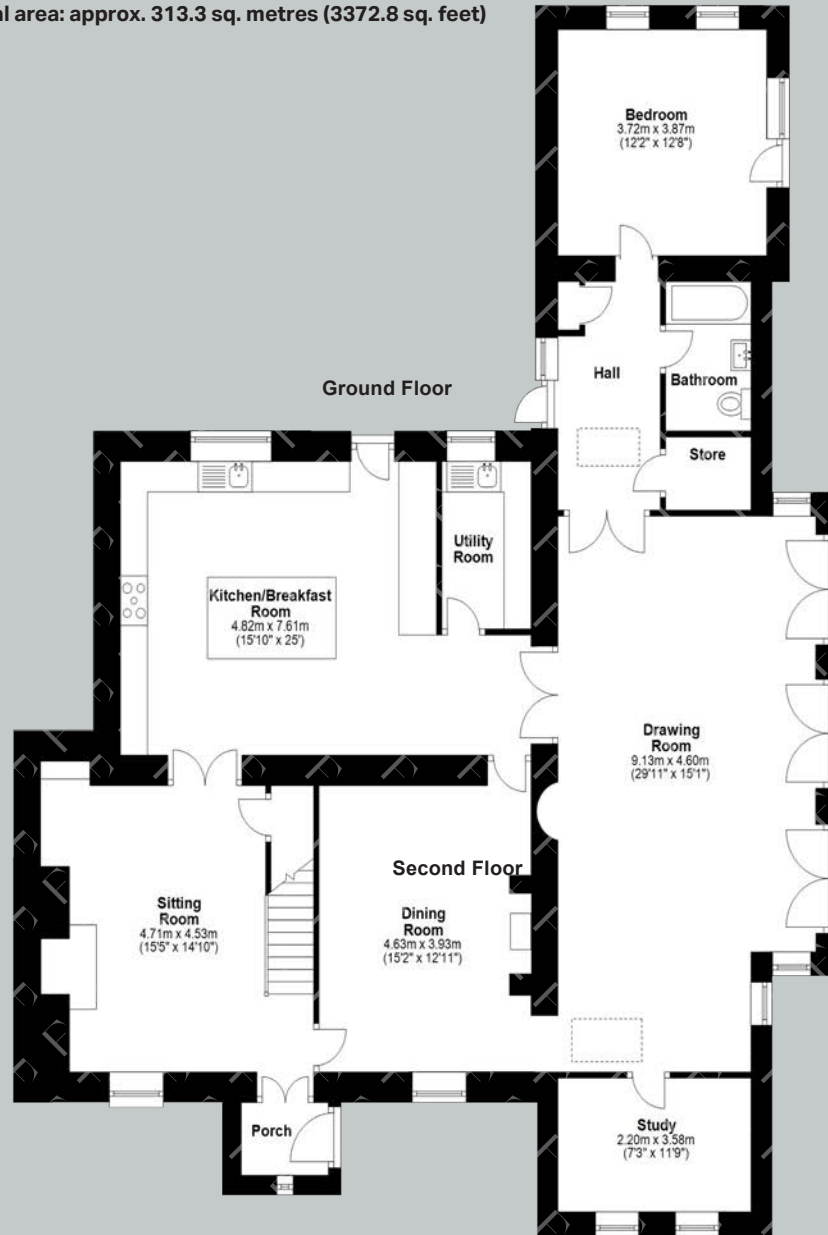 al area: approx. 313.3 sq. metres (3372.8 sq. feet)
Bedroom
3.72m x 3.87m
(12'2" x 12'8")
Ground Floor
Hall
Bathroom
Store
Utility
Room
Kitchen/Breakfast
Room
4.82m x 7.61m
(15'10" x 25')
Drawing
Room
9.13m x 4.60m
(29'11" x 15'1")
Second Floor
Sitting
Room
4.71m x 4.53m
(15'5" x 14'10")
Dining
Room
4.63m x 3.93m
(15'2" x 12'11")
Porch
Study
2.20m x 3.58m
(7'3" x 11'9")